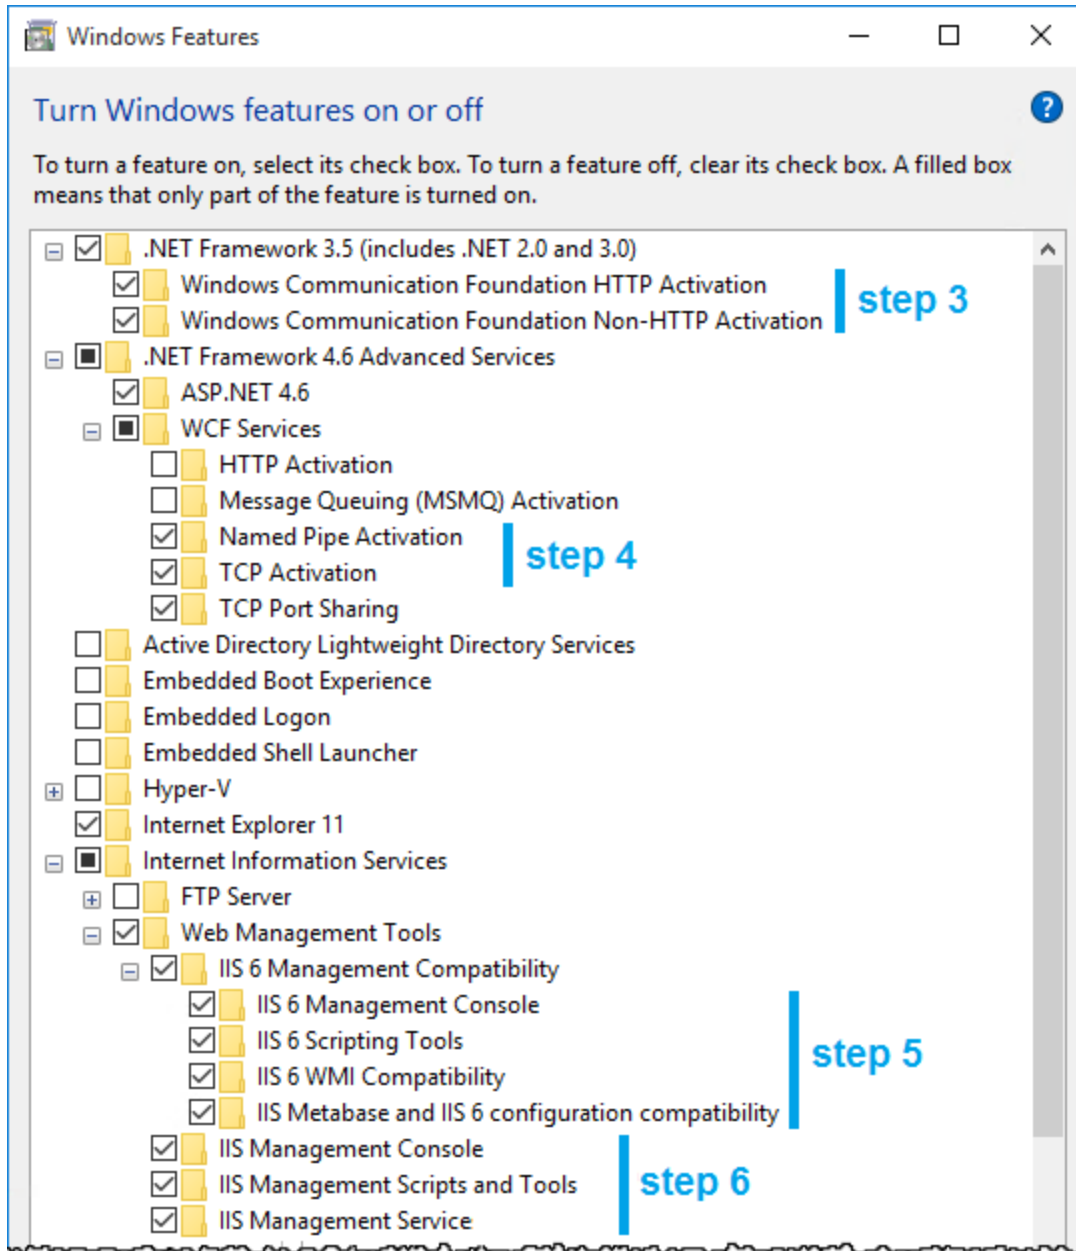 Windows Features
Turn Windows features on or off
To turn a feature on, select its check box. To turn a feature off, clear its check box. A filled box
means that only part of the feature is turned on.
.NET Framework 3.5 (includes .NET 2.0 and 3.0)
Windows Communication Foundation HTTP Activation
step 3
Windows Communication Foundation Non-HTTP Activation
.NET Framework 4.6 Advanced Services
ASP.NET 4.6
WCF Services
HTTP Activation
Message Queuing (MSMQ) Activation
Named Pipe Activation
step 4
TCP Activation
TCP Port Sharing
Active Directory Lightweight Directory Services
Embedded Boot Experience
Embedded Logon
Embedded Shell Launcher
Hyper-V
Internet Explorer 11
Internet Information Services
FTP Server
Web Management Tools
IIS 6 Management Compatibility
IIS 6 Management Console
IIS 6 Scripting Tools
step 5
IIS 6 WMI Compatibility
IIS Metabase and IIS 6 configuration compatibility
IIS Management Console
IIS Management Scripts and Tools
step 6
IIS Management Service